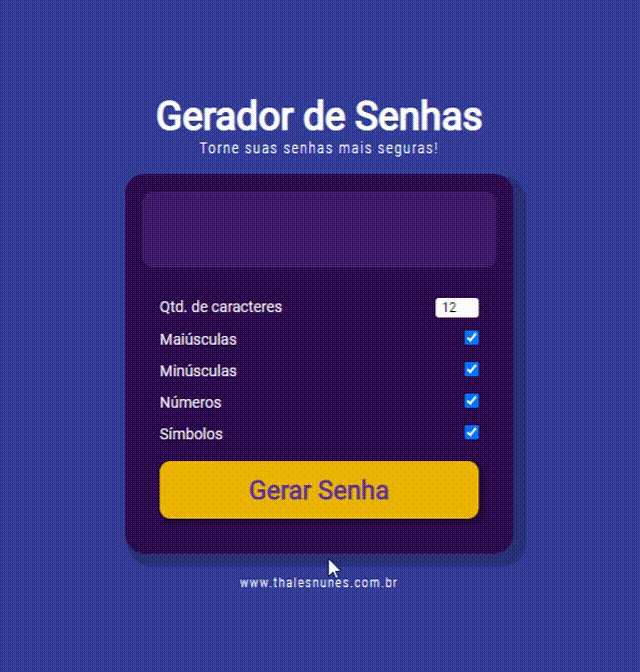 Gerador de Senhas
Torne suas senhas mais seguras!
Qtd. de caracteres 12
Maiúsculas
Minúsculas
Números
Símbolos
Gerar Senha
www.thalesnunes.com.br